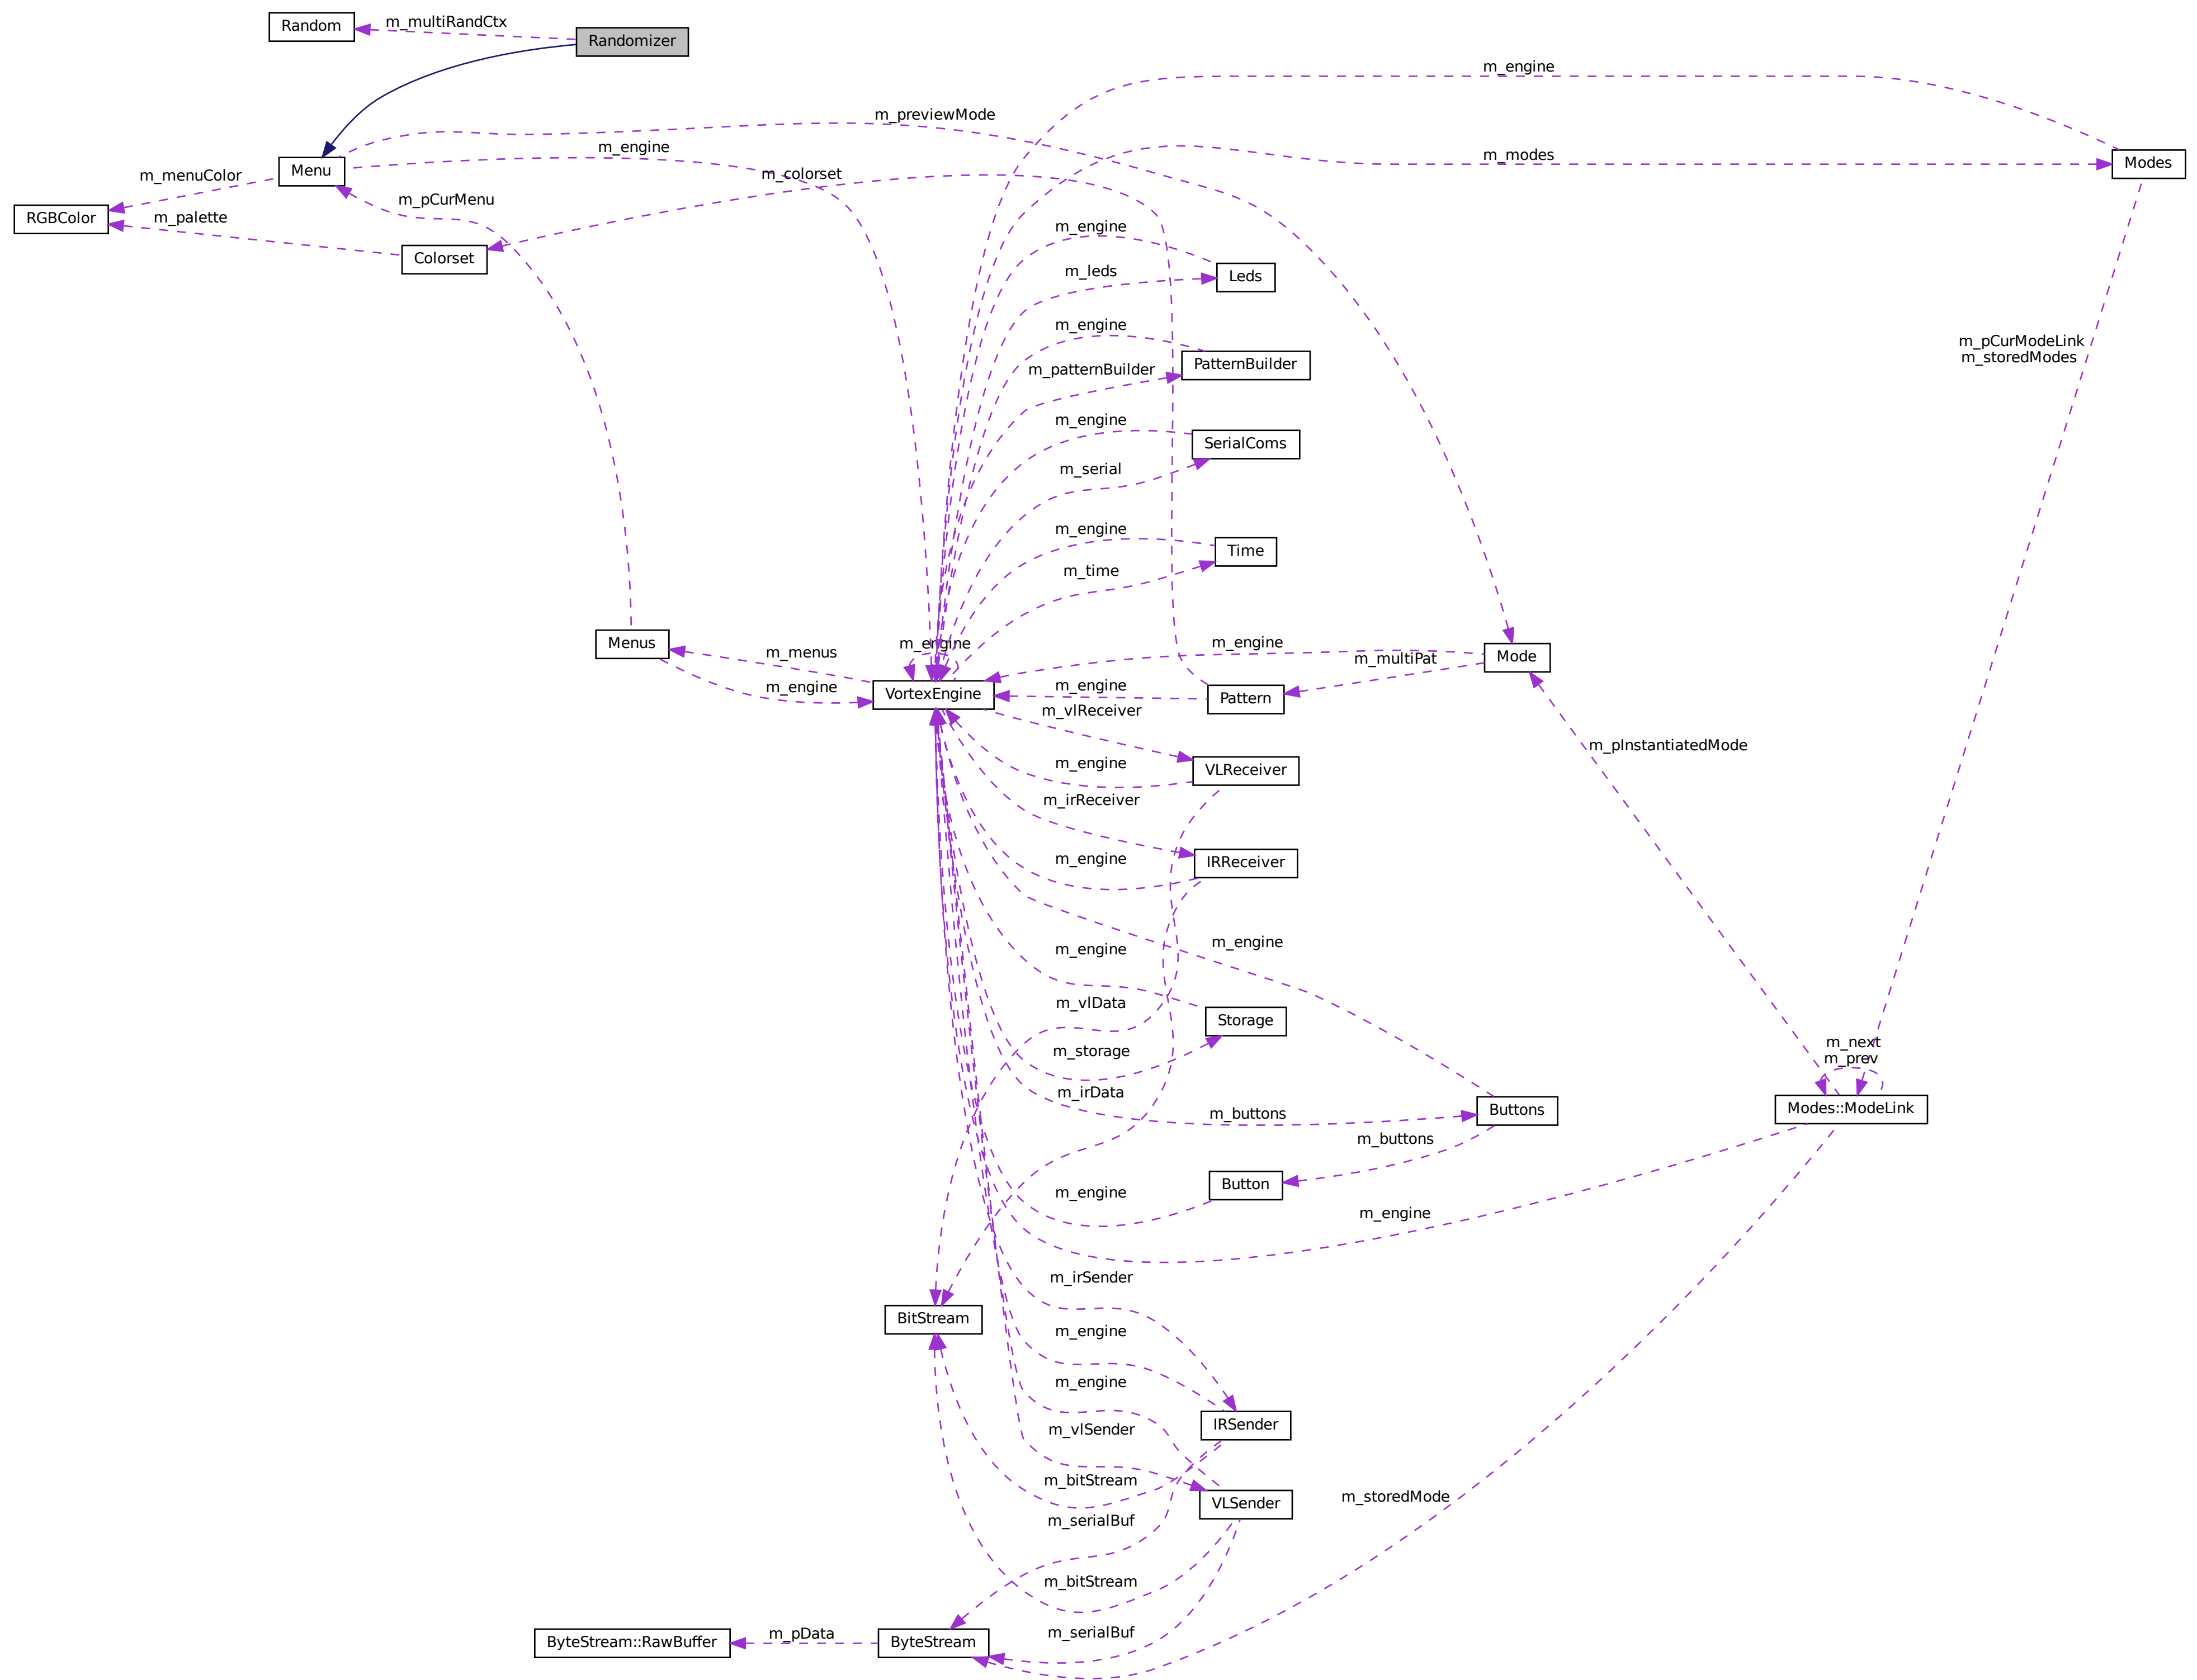 Random
m_multiRandCtx
Randomizer
m_engine
m_previewMode
m_engine
m_modes
Modes
Menu
m_menuColor
m_colorset
m_pCurMenu
RGBColor
m_palette
m_engine
Colorset
m_leds
Leds
m_engine
m_pCurModeLink
m_storedModes
PatternBuilder
m_patternBuilder
m_engine
SerialComs
m_serial
m_engine
Time
m_time
Menus
m_engine
m_engine
m_menus
Mode
m_multiPat
m_engine
m_engine
VortexEngine
Pattern
m_vlReceiver
m_pInstantiatedMode
m_engine
VLReceiver
m_irReceiver
m_engine
IRReceiver
m_engine
m_engine
m_vlData
Storage
m_storage
m_next
m_prev
m_irData
m_buttons
Buttons
Modes::ModeLink
m_buttons
Button
m_engine
m_engine
m_irSender
BitStream
m_engine
m_engine
IRSender
m_vlSender
m_bitStream
m_storedMode
VLSender
m_serialBuf
m_bitStream
m_serialBuf
ByteStream::RawBuffer
m_pData
ByteStream